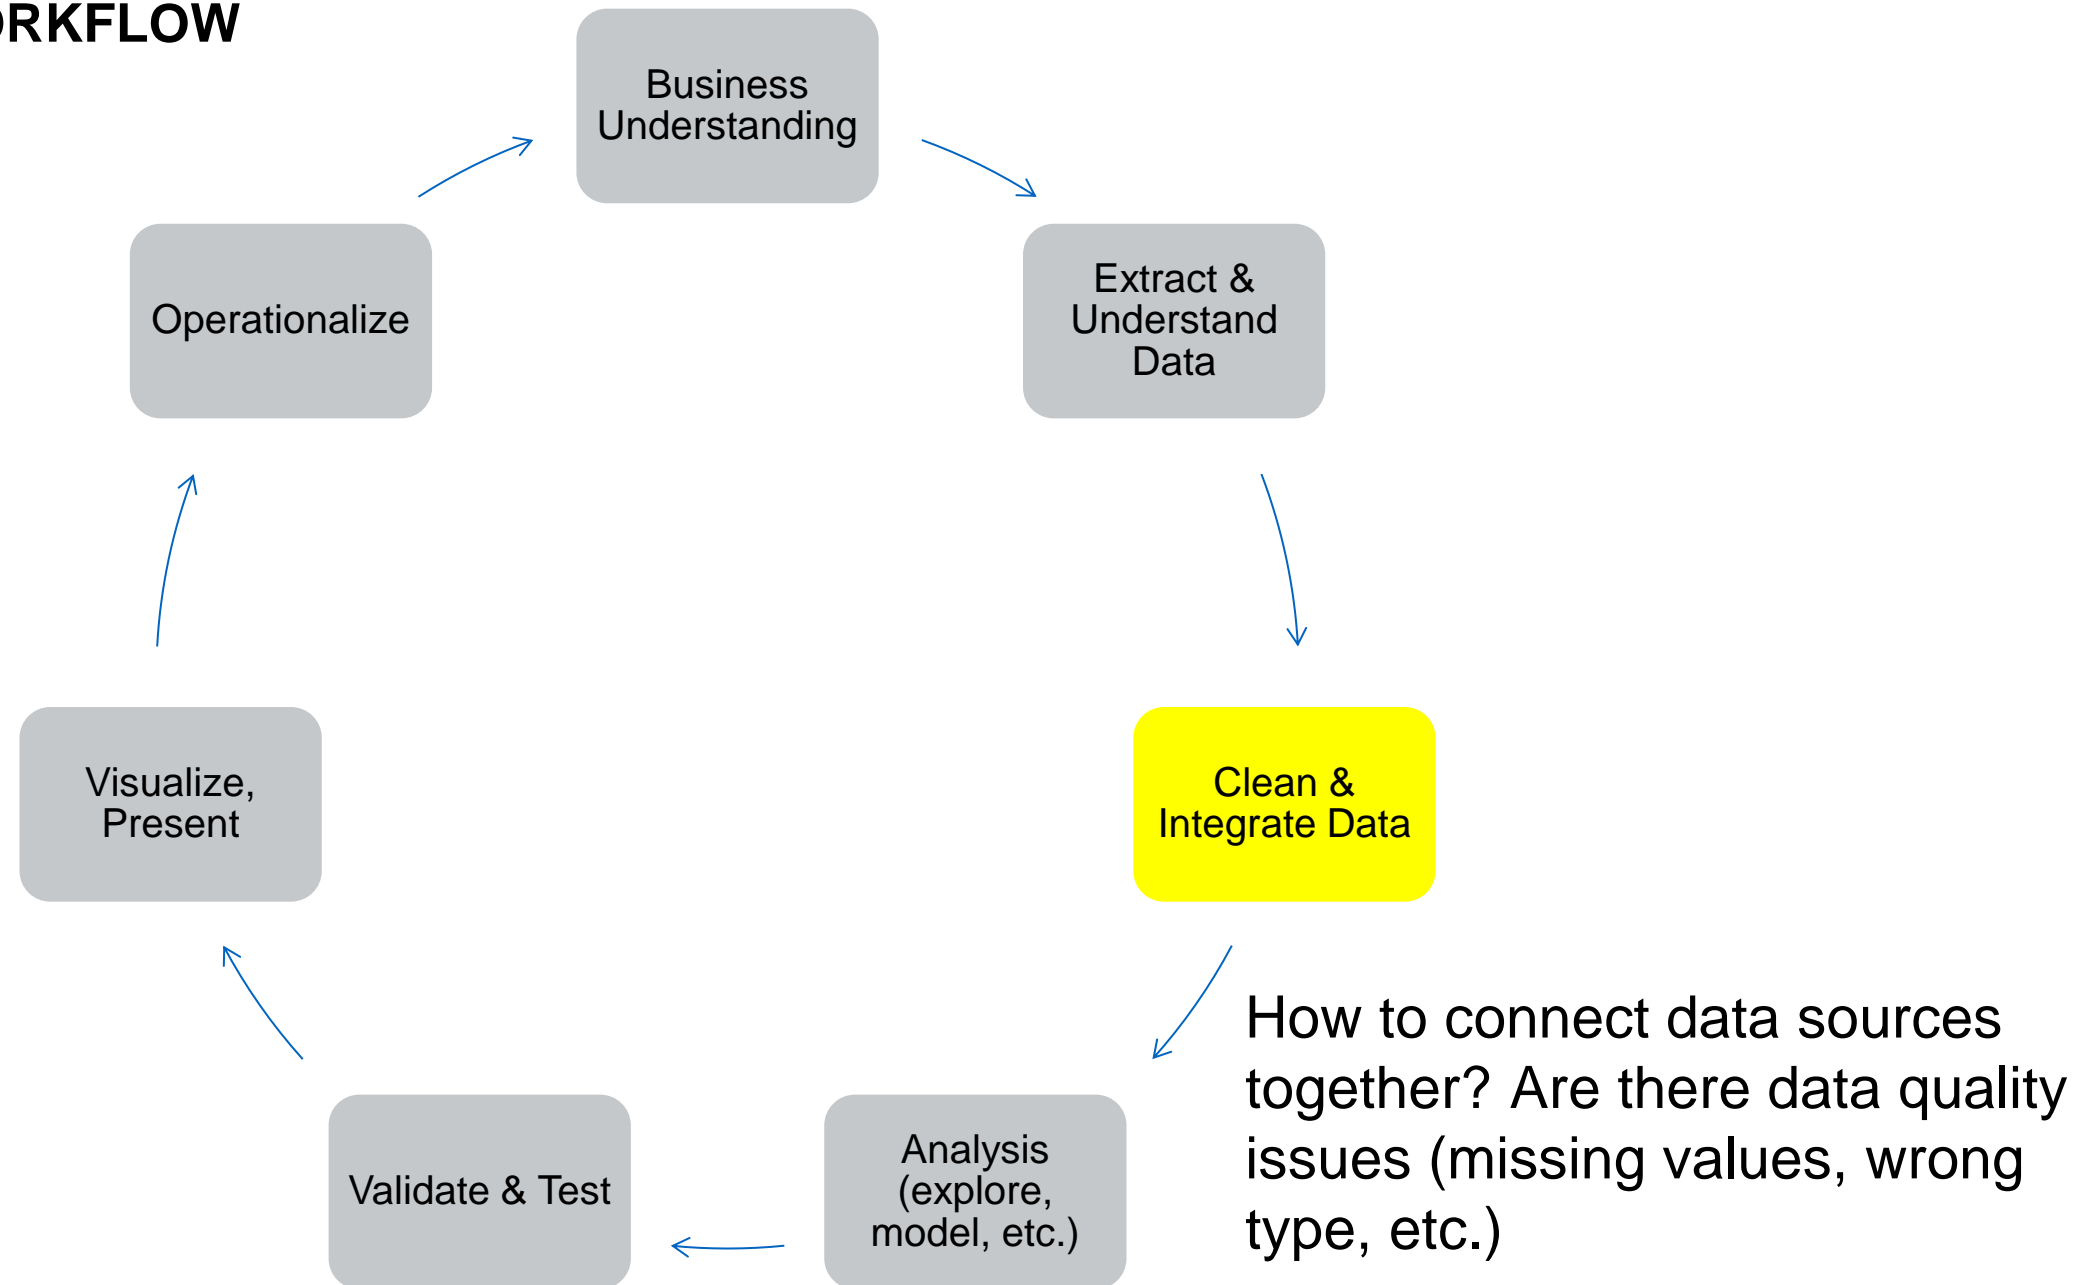 ORKFLOW
Business
Understanding
Extract &
Understand
Data
Clean &
Integrate Data
How to connect data sources
together? Are there data quality
issues (missing values, wrong
type, etc.)
Analysis
(explore,
model, etc.)
Validate & Test
Visualize,
Present
Operationalize